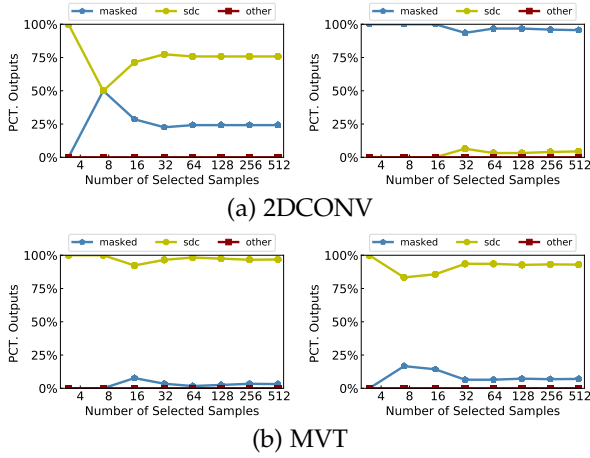 masked sdc other masked sdc other
100% 100%
75% 75%
50% 50%
25% 25%
0% 0%
4 8 16 32 64 128 256 512 4 8 16 32 64 128 256 512
PCT. Outputs PCT. Outputs
Number of Selected Samples Number of Selected Samples
(a) 2DCONV
masked sdc other masked sdc other
100% 100%
75% 75%
50% 50%
25% 25%
0% 0%
4 8 16 32 64 128 256 512 4 8 16 32 64 128 256 512
PCT. Outputs PCT. Outputs
Number of Selected Samples Number of Selected Samples
(b) MVT